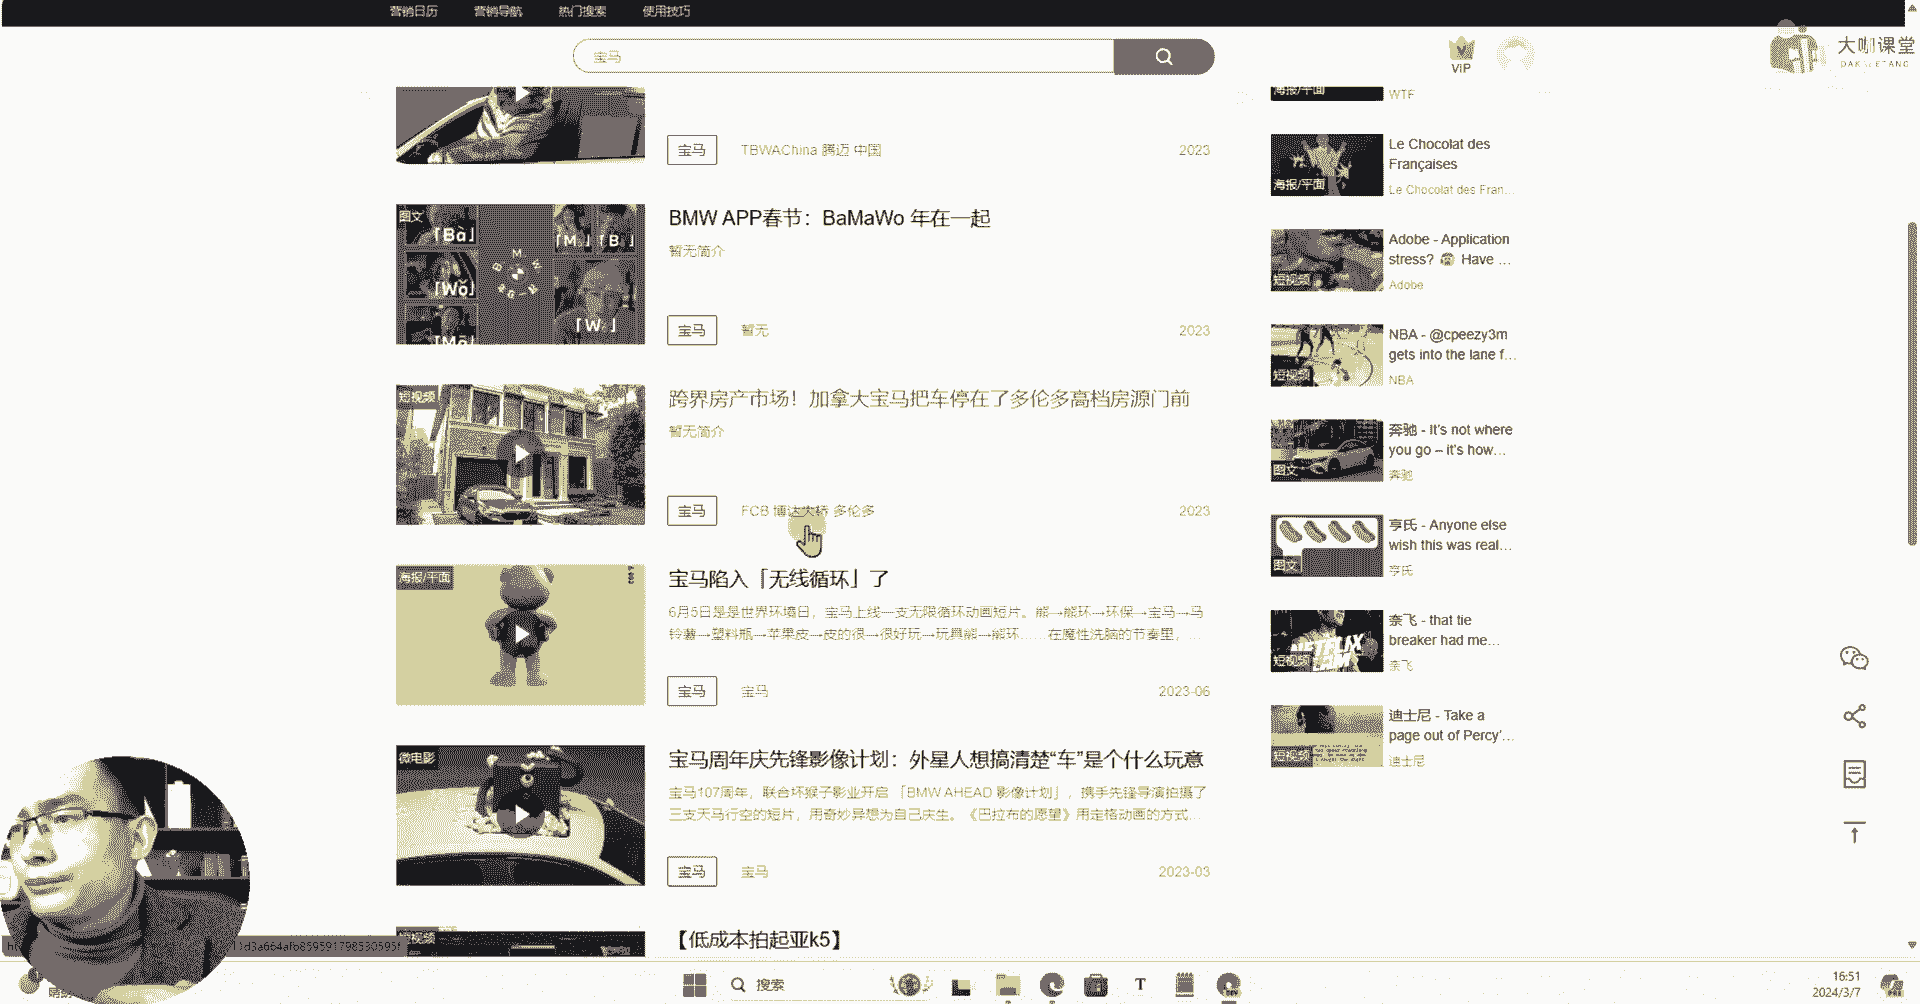 营销日历 营销导航 热门搜索 使用技巧
宝马
VIP
大咖课堂
宝马 TBWAChina 腾迈 中国 2023
图文
「Bà」
「M.」「B.」
「Wǒ」
「W.」
BMW APP春节：BaMaWo 年在一起
暂无简介
宝马 暂无 2023
短视频
跨界房产市场！加拿大宝马把车停在了多伦多高档房源门前
暂无简介
宝马 FCB 博达大桥 多伦多 2023
海报/平面
宝马陷入「无线循环」了
6月5日是是世界环境日，宝马上线一支无限循环动画短片。熊→熊环→环保→宝马→马
铃薯→塑料瓶→苹果皮→皮的很→很好玩→玩具熊→熊环……在魔性洗脑的节奏里，...
宝马 宝马 2023-06
微电影
宝马周年庆先锋影像计划：外星人想搞清楚“车”是个什么玩意
宝马107周年，联合坏猴子影业开启「BMW AHEAD 影像计划」，携手先锋导演拍摄了
三支天马行空的短片，用奇妙异想为自己庆生。《巴拉布的愿望》用定格动画的方式...
宝马 宝马 2023-03
短视频
【低成本拍起亚k5】
海报/平面
WTF
海报/平面
Le Chocolat des
Françaises
Le Chocolat des Fran...
短视频
Adobe - Application
stress? Have ...
Adobe
短视频
NBA - @cpeezy3m
gets into the lane f...
NBA
图文
奔驰 - It's not where
you go – it's how...
奔驰
图文
亨氏 - Anyone else
wish this was real...
亨氏
短视频
奈飞 - that tie
breaker had me...
奈飞
短视频
迪士尼 - Take a
page out of Percy'...
迪士尼
搜索
16:51
2024/3/7